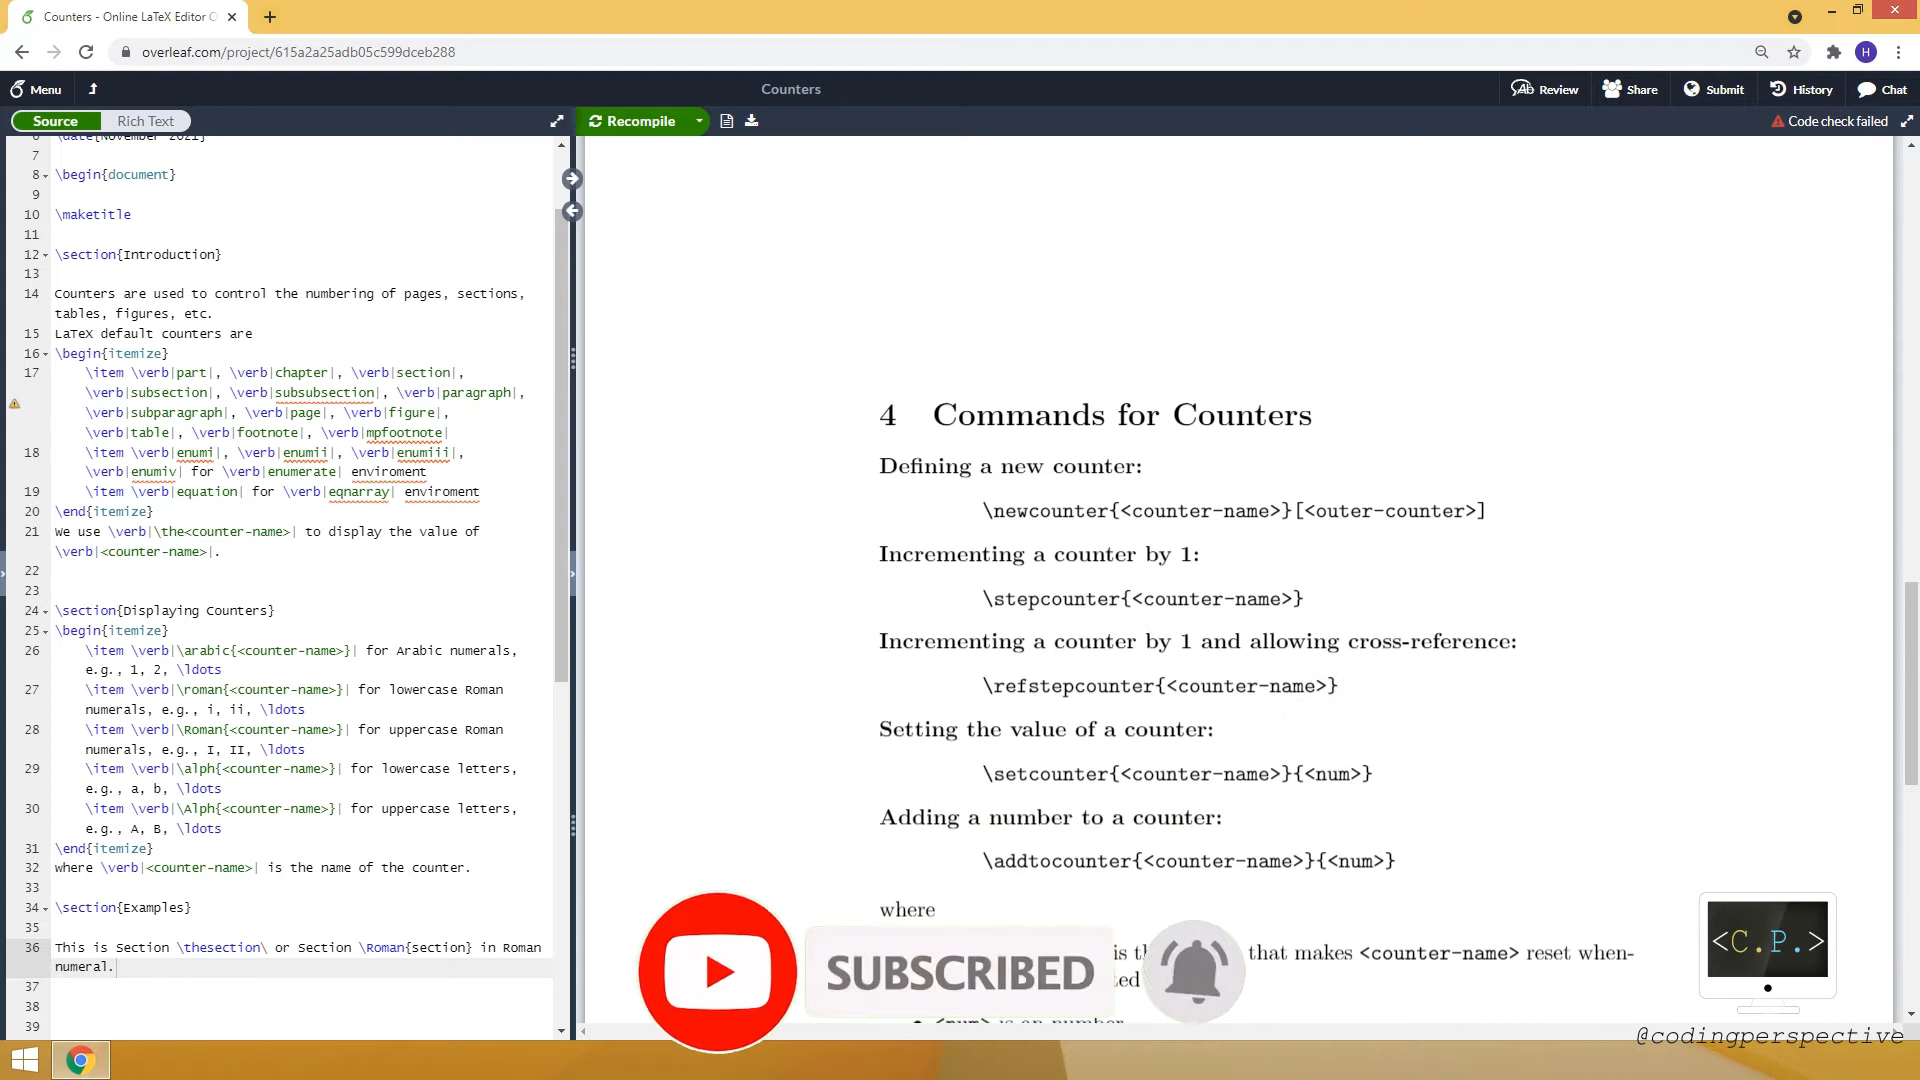 Counters - Online LaTeX Editor O
overleaf.com/project/615a2a25adb05c599dceb288
H
Menu
Counters
Review
Share
Submit
History
Chat
Source
Rich Text
Recompile
Code check failed
6 \date{November 2021}
7
8 \begin{document}
9
10 \maketitle
11
12 \section{Introduction}
13
14 Counters are used to control the numbering of pages, sections,
tables, figures, etc.
15 LaTeX default counters are
16 \begin{itemize}
17 \item \verb|part|, \verb|chapter|, \verb|section|,
\verb|subsection|, \verb|subsubsection|, \verb|paragraph|,
\verb|subparagraph|, \verb|page|, \verb|figure|,
\verb|table|, \verb|footnote|, \verb|mpfootnote|
18 \item \verb|enumi|, \verb|enumii|, \verb|enumiii|,
\verb|enumiv| for \verb|enumerate| enviroment
19 \item \verb|equation| for \verb|eqnarray| enviroment
20 \end{itemize}
21 We use \verb|\the<counter-name>| to display the value of
\verb|<counter-name>|.
22
23
24 \section{Displaying Counters}
25 \begin{itemize}
26 \item \verb|\arabic{<counter-name>}| for Arabic numerals,
e.g., 1, 2, \ldots
27 \item \verb|\roman{<counter-name>}| for lowercase Roman
numerals, e.g., i, ii, \ldots
28 \item \verb|\Roman{<counter-name>}| for uppercase Roman
numerals, e.g., I, II, \ldots
29 \item \verb|\alph{<counter-name>}| for lowercase letters,
e.g., a, b, \ldots
30 \item \verb|\Alph{<counter-name>}| for uppercase letters,
e.g., A, B, \ldots
31 \end{itemize}
32 where \verb|<counter-name>| is the name of the counter.
33
34 \section{Examples}
35
36 This is Section \thesection\ or Section \Roman{section} in Roman
numeral.
37
38
39
4 Commands for Counters
Defining a new counter:
\newcounter{<counter-name>}[<outer-counter>]
Incrementing a counter by 1:
\stepcounter{<counter-name>}
Incrementing a counter by 1 and allowing cross-reference:
\refstepcounter{<counter-name>}
Setting the value of a counter:
\setcounter{<counter-name>}{<num>}
Adding a number to a counter:
\addtocounter{<counter-name>}{<num>}
where
that makes <counter-name> reset when-
<num> is an number
SUBSCRIBED
<C.P.>
@codingperspective